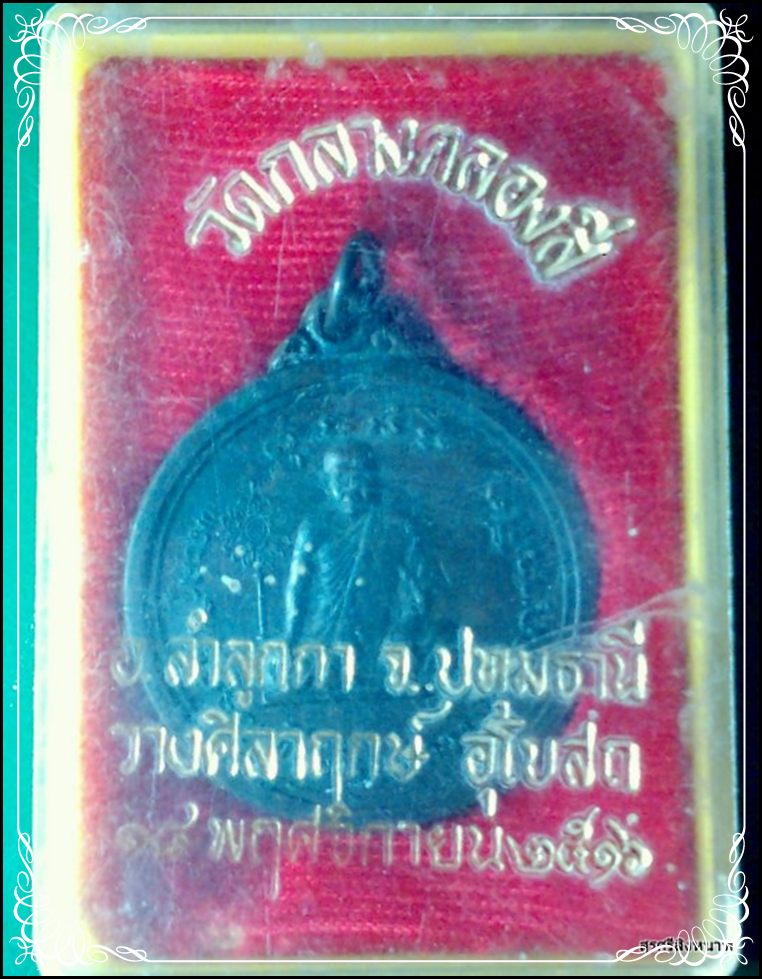 วัดกลางคลองสี่
อ.ลำลูกกา จ.ปทุมธานี
วางศิลาฤกษ์ อุโบสถ
๑๔ พฤศจิกายน ๒๕๑๖